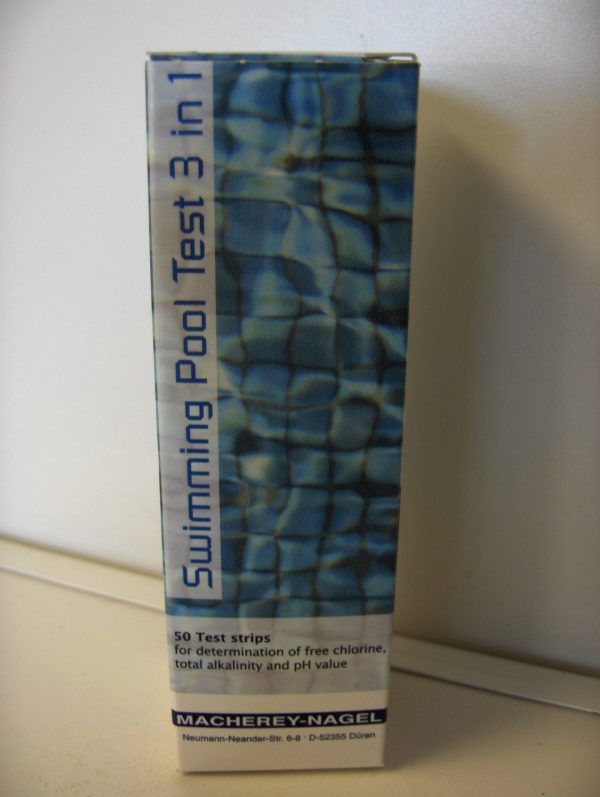 Swimming Pool Test 3 in 1
50 Test strips
for determination of free chlorine,
total alkalinity and pH value
MACHEREY-NAGEL
Neumann-Neander-Str. 6-8 · D-52355 Düren